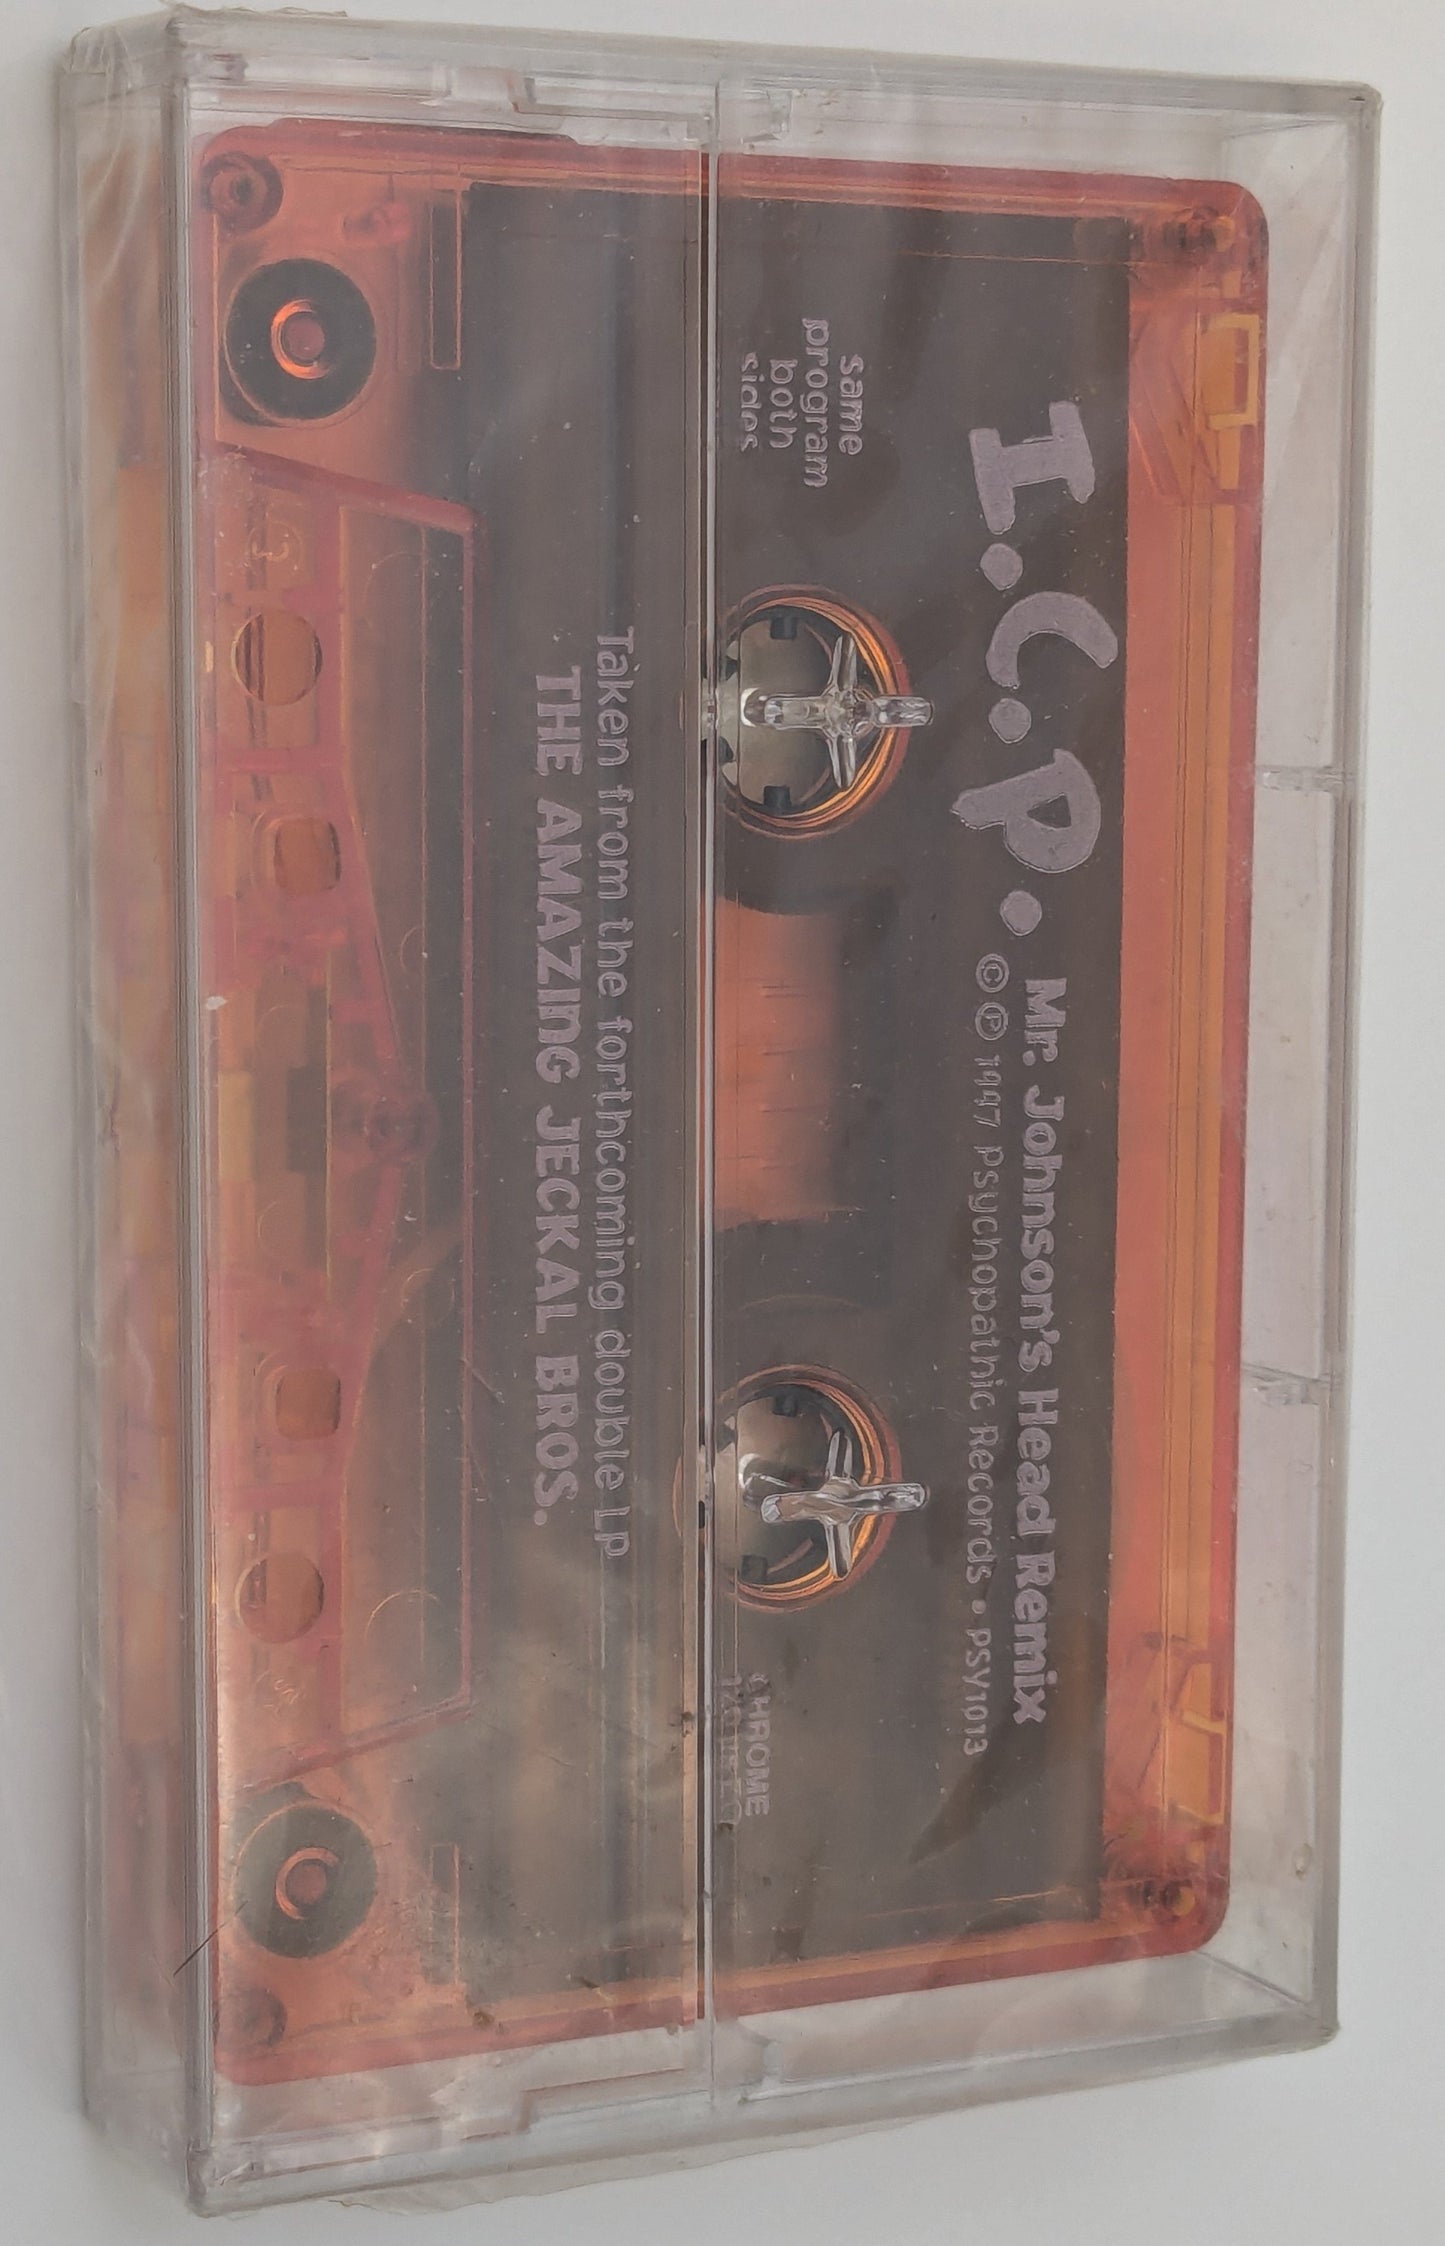 I.C.P.
Mr. Johnson's Head Remix
©℗ 1997 Psychopathic Records • PSY1013
same
program
both
sides
CHROME
Taken from the forthcoming double LP
THE AMAZING JECKAL BROS.